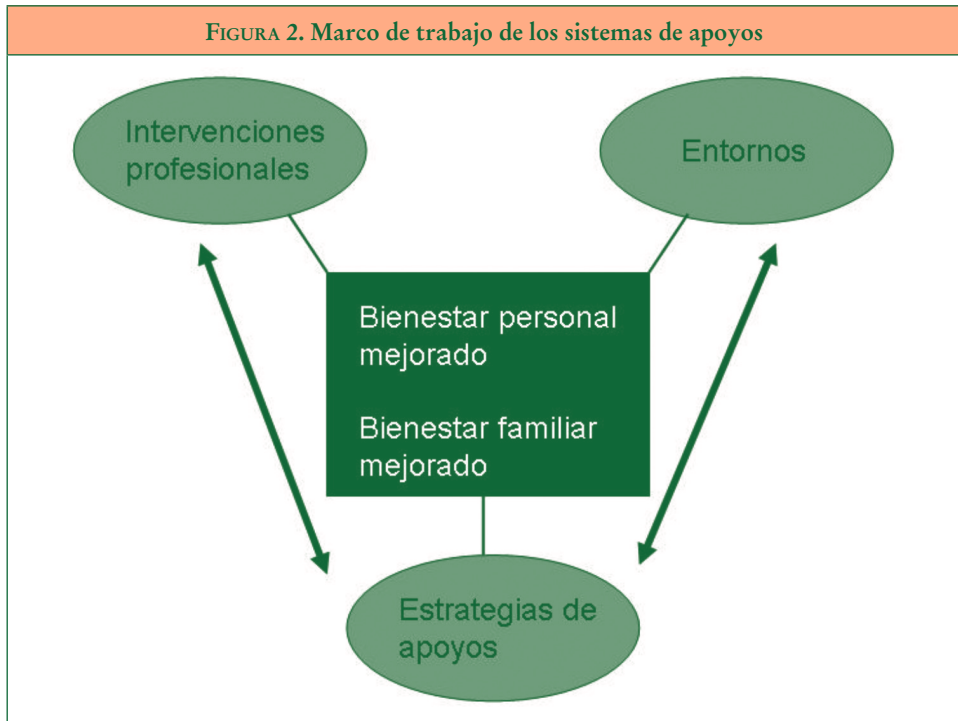 FIGURA 2. Marco de trabajo de los sistemas de apoyos
Intervenciones
profesionales
Entornos
Bienestar personal
mejorado
Bienestar familiar
mejorado
Estrategias de
apoyos